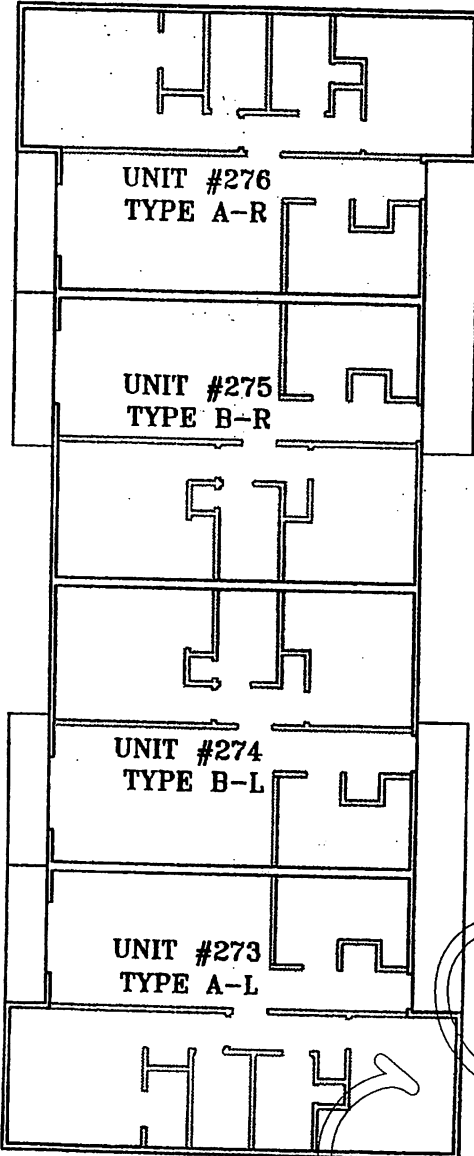 UNIT #276
TYPE A-R
UNIT #275
TYPE B-R
UNIT #274
TYPE B-L
UNIT #273
TYPE A-L